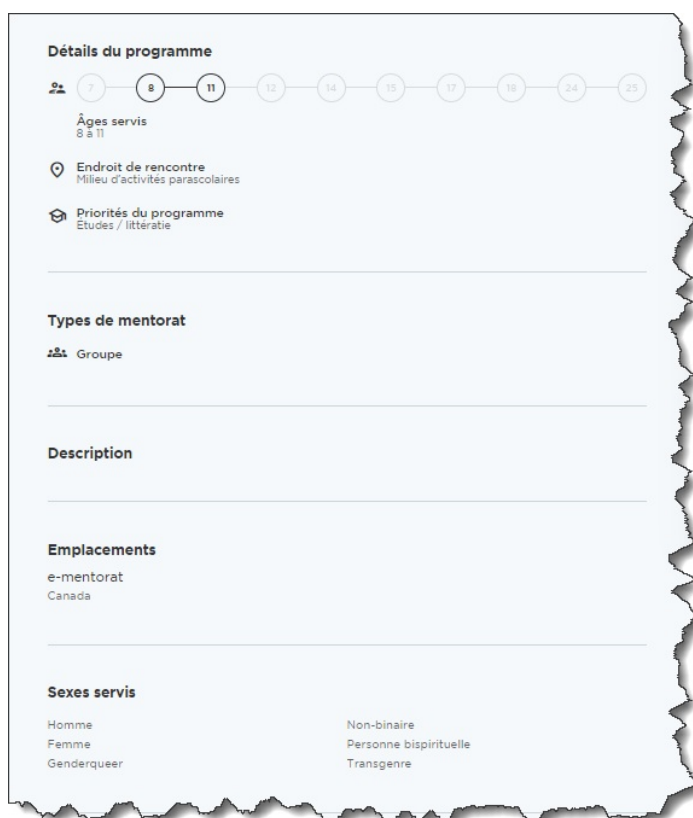 Détails du programme
7 8 11 12 14 15 17 18 24 25
Âges servis
8 à 11
Endroit de rencontre
Milieu d'activités parascolaires
Priorités du programme
Études / littératie
Types de mentorat
Groupe
Description
Emplacements
e-mentorat
Canada
Sexes servis
Homme Non-binaire
Femme Personne bispirituelle
Genderqueer Transgenre